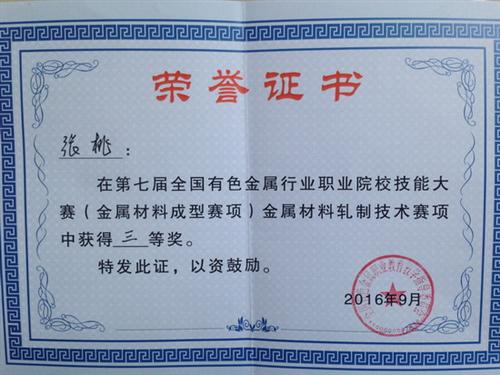 荣誉证书
张桃：
在第七届全国有色金属行业职业院校技能大
赛（金属材料成型赛项）金属材料轧制技术赛项
中获得三等奖。
特发此证，以资鼓励。
2016年9月